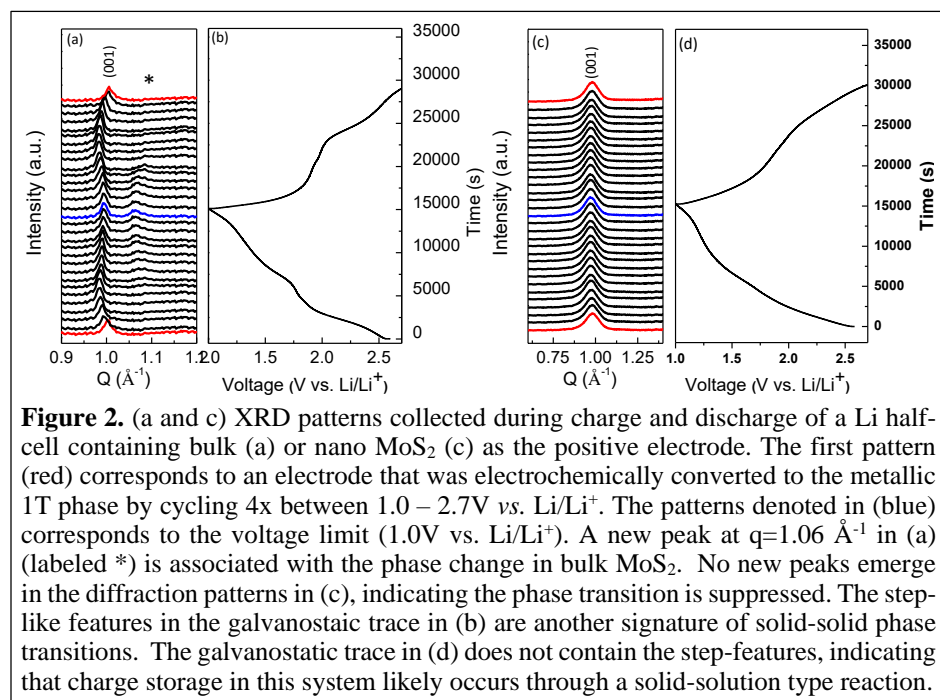 (a)
(001)
*
(b)
(c)
(001)
(d)
Intensity (a.u.)
0.9 1.0 1.1 1.2
Q (Å⁻¹)
1.0 1.5 2.0 2.5
Voltage (V vs. Li/Li⁺)
35000
30000
25000
20000
15000
10000
5000
0
Time (s)
Intensity (a.u.)
0.75 1.00 1.25
Q (Å⁻¹)
1.0 1.5 2.0 2.5
Voltage (V vs. Li/Li⁺)
35000
30000
25000
20000
15000
10000
5000
0
Time (s)
Figure 2. (a and c) XRD patterns collected during charge and discharge of a Li half-
cell containing bulk (a) or nano MoS₂ (c) as the positive electrode. The first pattern
(red) corresponds to an electrode that was electrochemically converted to the metallic
1T phase by cycling 4x between 1.0 – 2.7V vs. Li/Li⁺. The patterns denoted in (blue)
corresponds to the voltage limit (1.0V vs. Li/Li⁺). A new peak at q=1.06 Å⁻¹ in (a)
(labeled *) is associated with the phase change in bulk MoS₂. No new peaks emerge
in the diffraction patterns in (c), indicating the phase transition is suppressed. The step-
like features in the galvanostaic trace in (b) are another signature of solid-solid phase
transitions. The galvanostatic trace in (d) does not contain the step-features, indicating
that charge storage in this system likely occurs through a solid-solution type reaction.